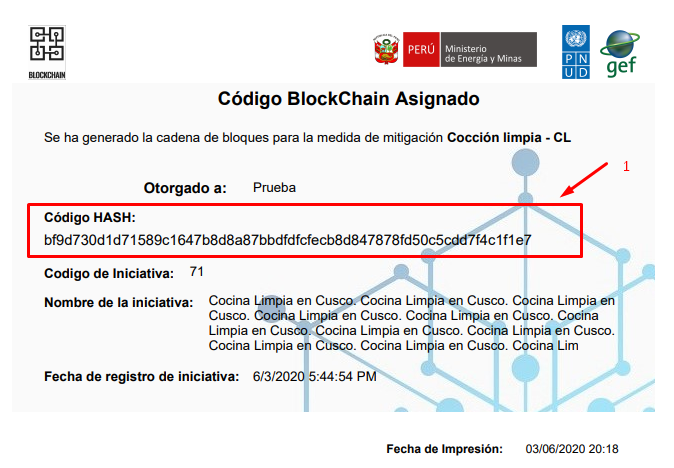 BLOCKCHAIN
PERÚ
Ministerio
de Energía y Minas
P N
U D
gef
Código BlockChain Asignado
Se ha generado la cadena de bloques para la medida de mitigación Cocción limpia - CL
1
Otorgado a: Prueba
Código HASH:
bf9d730d1d71589c1647b8d8a87bbdfdfcfecb8d847878fd50c5cdd7f4c1f1e7
Codigo de Iniciativa: 71
Nombre de la iniciativa: Cocina Limpia en Cusco. Cocina Limpia en Cusco. Cocina Limpia en
Cusco. Cocina Limpia en Cusco. Cocina Limpia en Cusco. Cocina
Limpia en Cusco. Cocina Limpia en Cusco. Cocina Limpia en Cusco.
Cocina Limpia en Cusco. Cocina Limpia en Cusco. Cocina Lim
Fecha de registro de iniciativa: 6/3/2020 5:44:54 PM
Fecha de Impresión: 03/06/2020 20:18